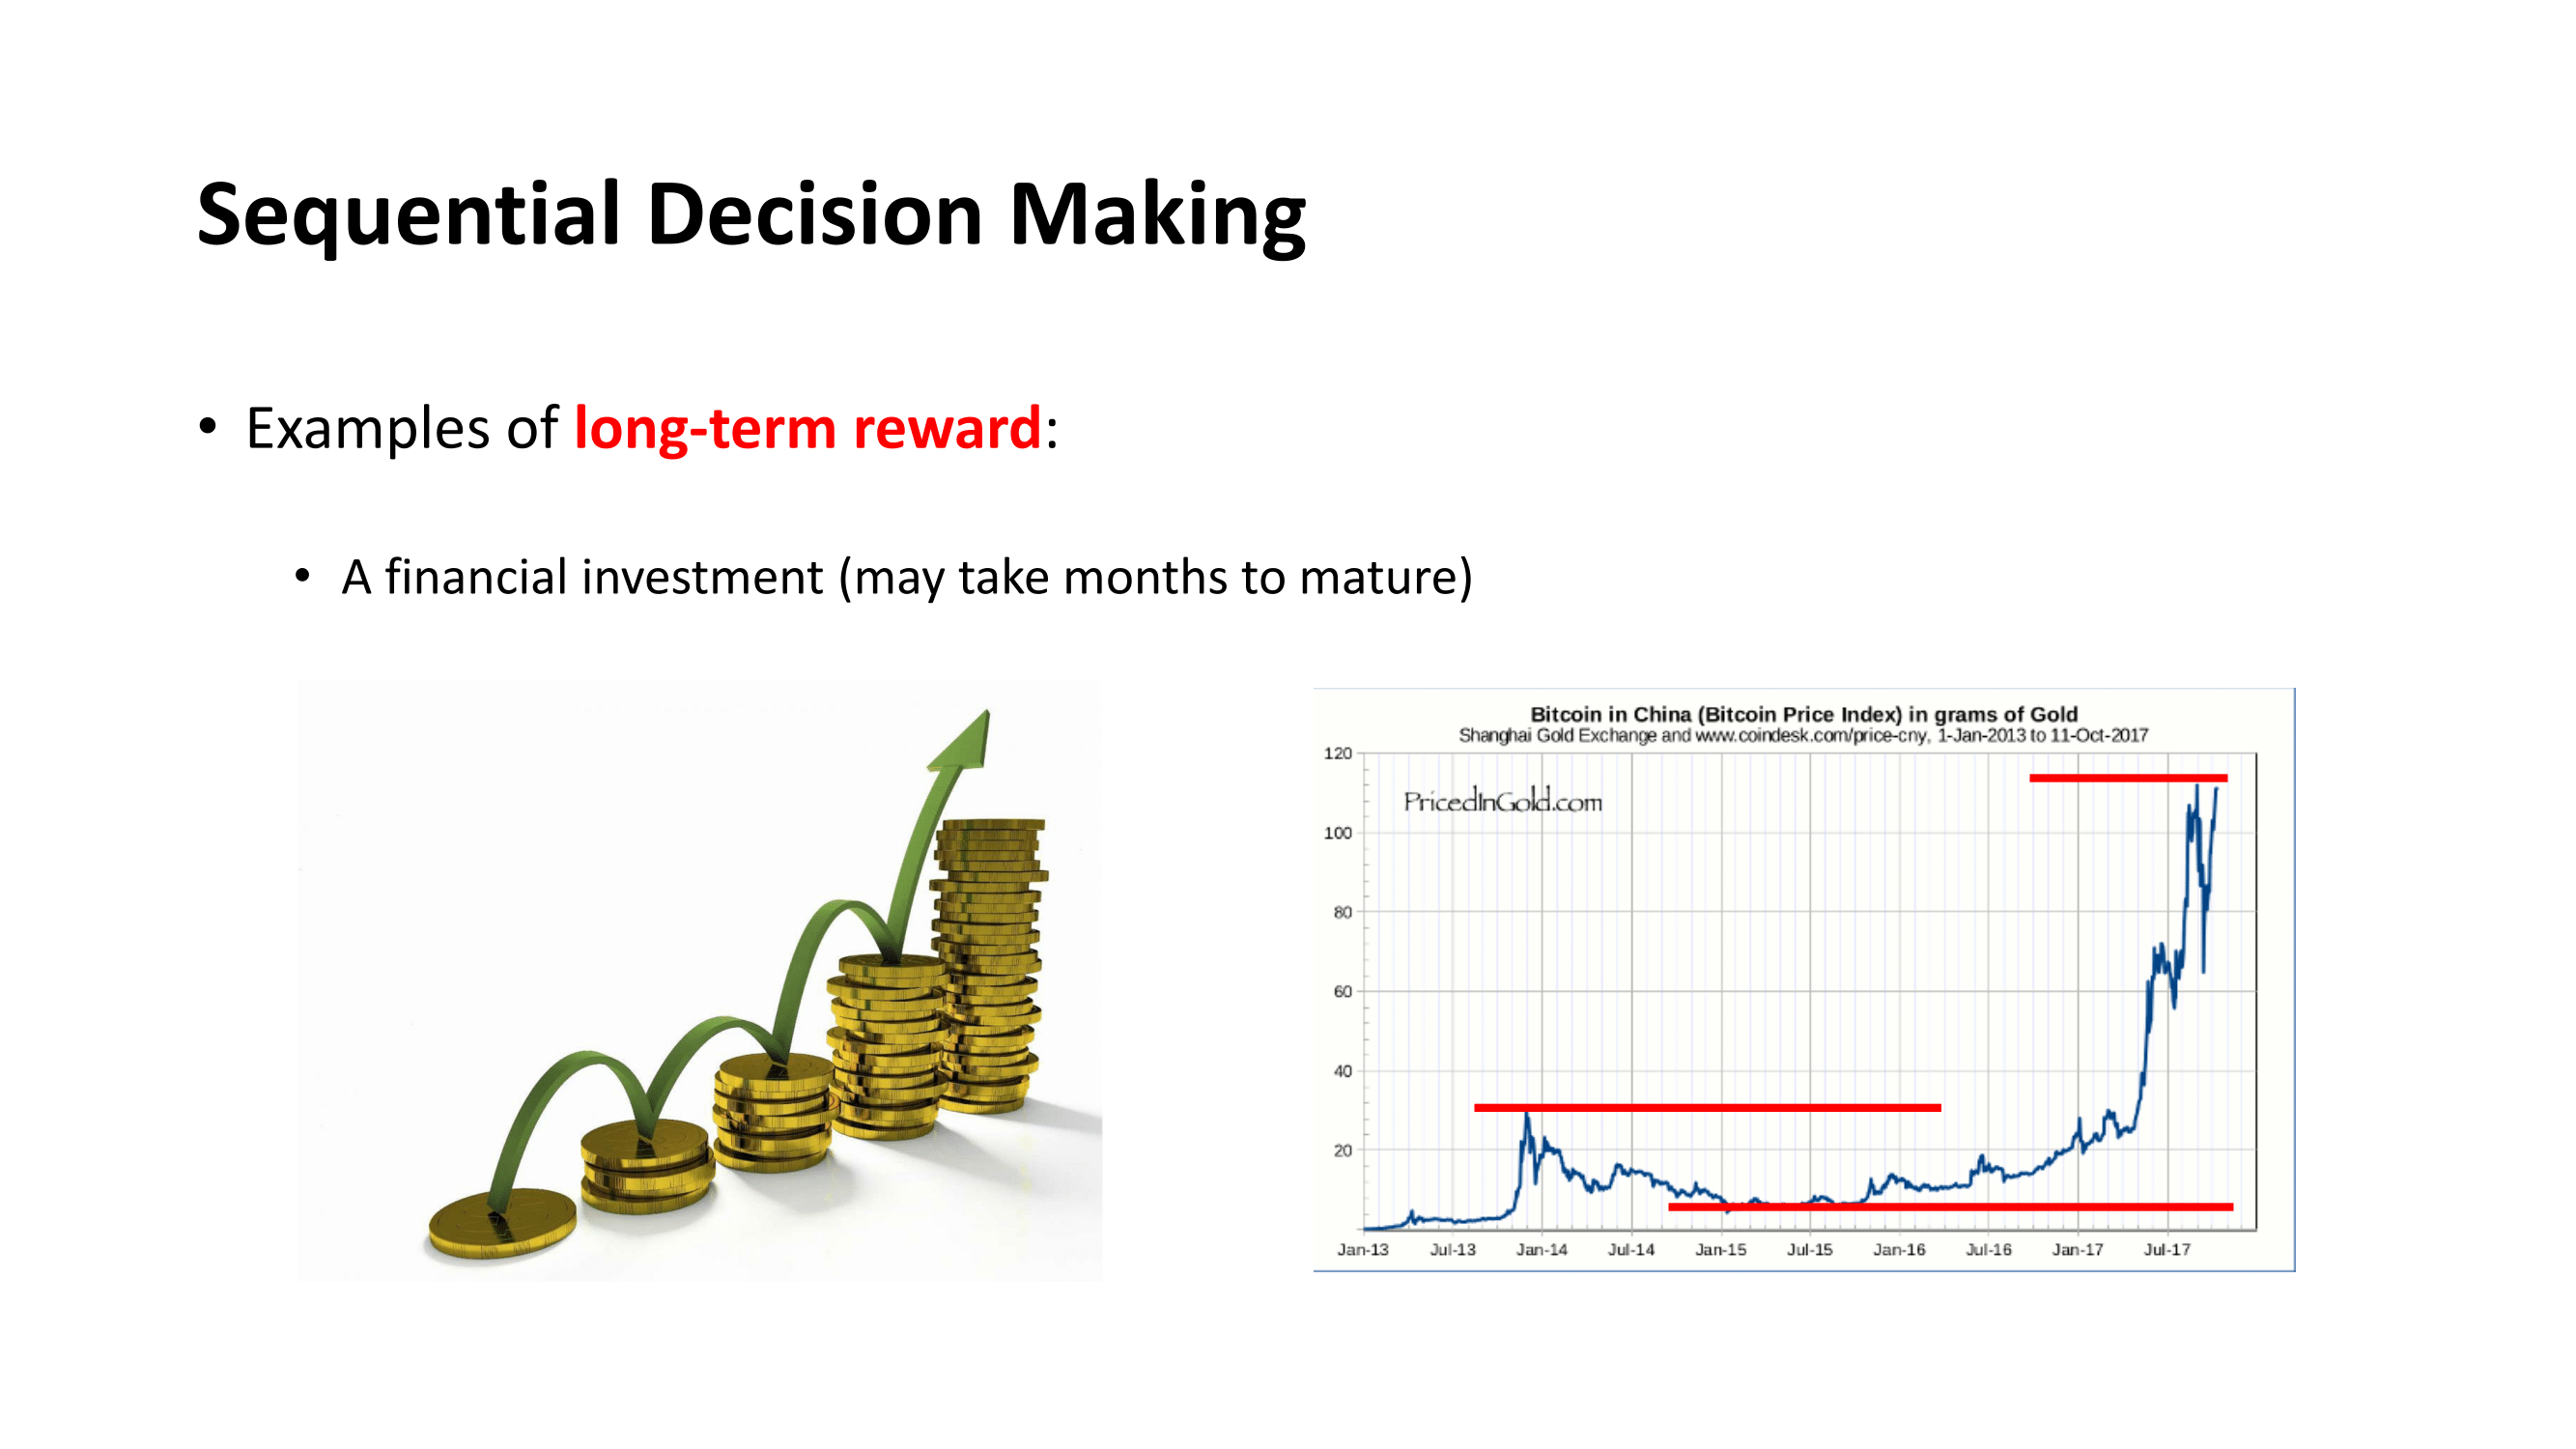 Sequential Decision Making
• Examples of long-term reward:
• A financial investment (may take months to mature)
Bitcoin in China (Bitcoin Price Index) in grams of Gold
Shanghai Gold Exchange and www.coindesk.com/price-cny, 1-Jan-2013 to 11-Oct-2017
PricedInGold.com
120
100
80
60
40
20
Jan-13 Jul-13 Jan-14 Jul-14 Jan-15 Jul-15 Jan-16 Jul-16 Jan-17 Jul-17